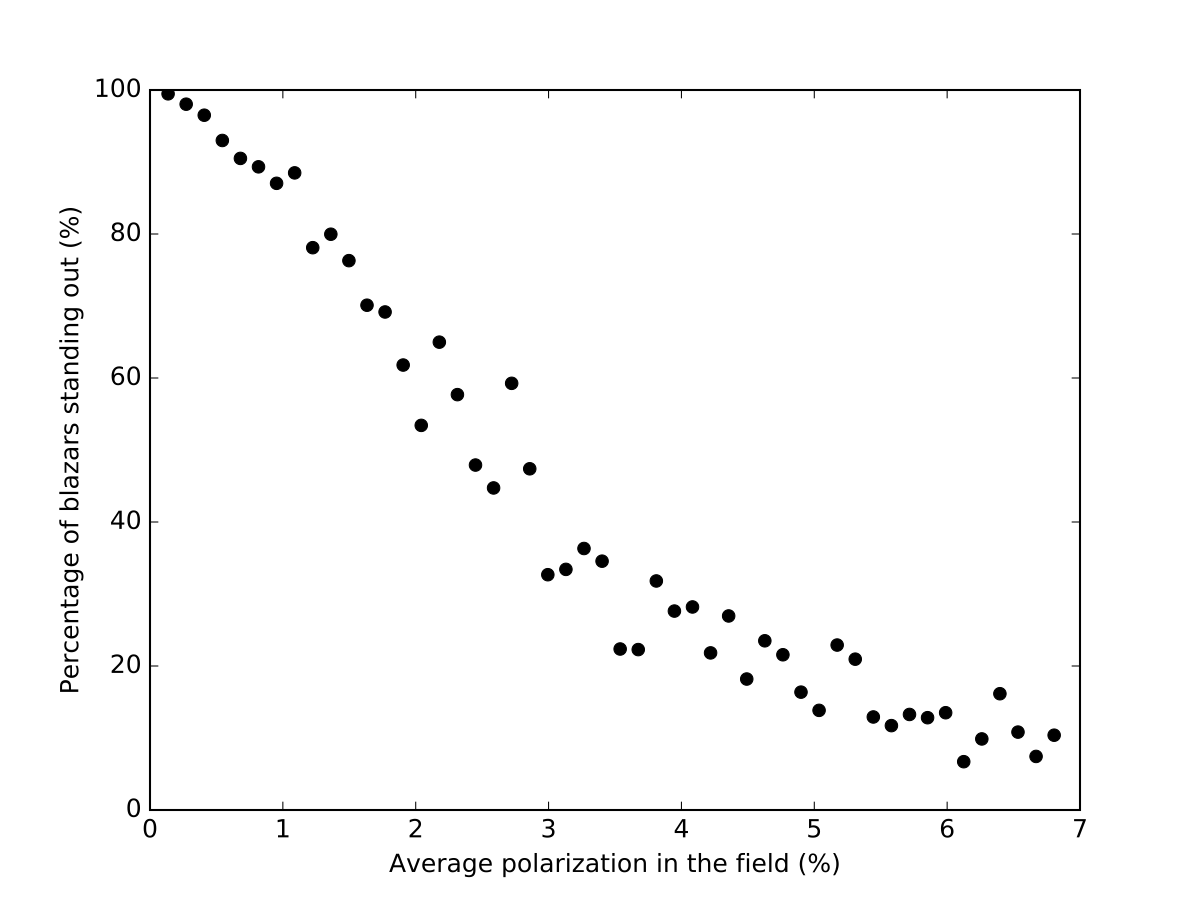 100
80
60
40
20
0
Percentage of blazars standing out (%)
0 1 2 3 4 5 6 7
Average polarization in the field (%)